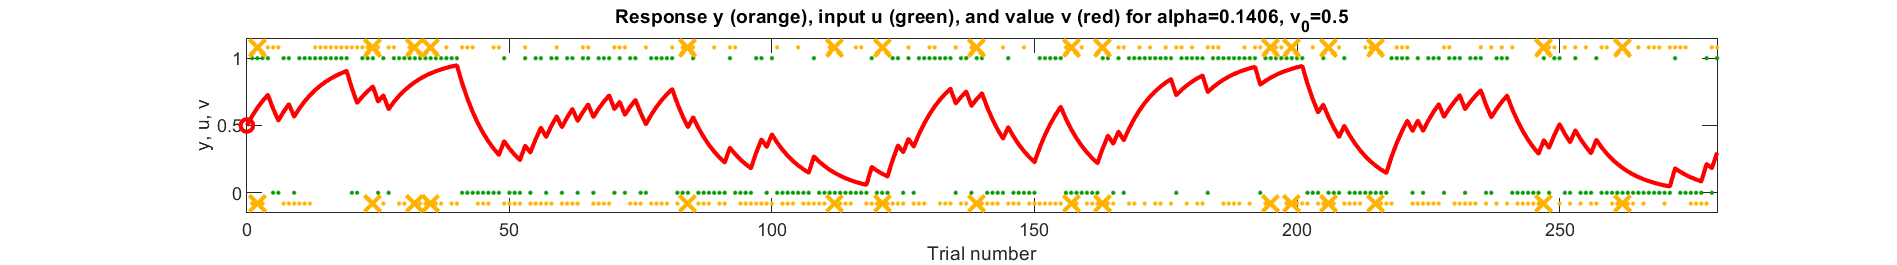 Response y (orange), input u (green), and value v (red) for alpha=0.1406, v0=0.5
y, u, v
1
0.5
0
0 50 100 150 200 250
Trial number